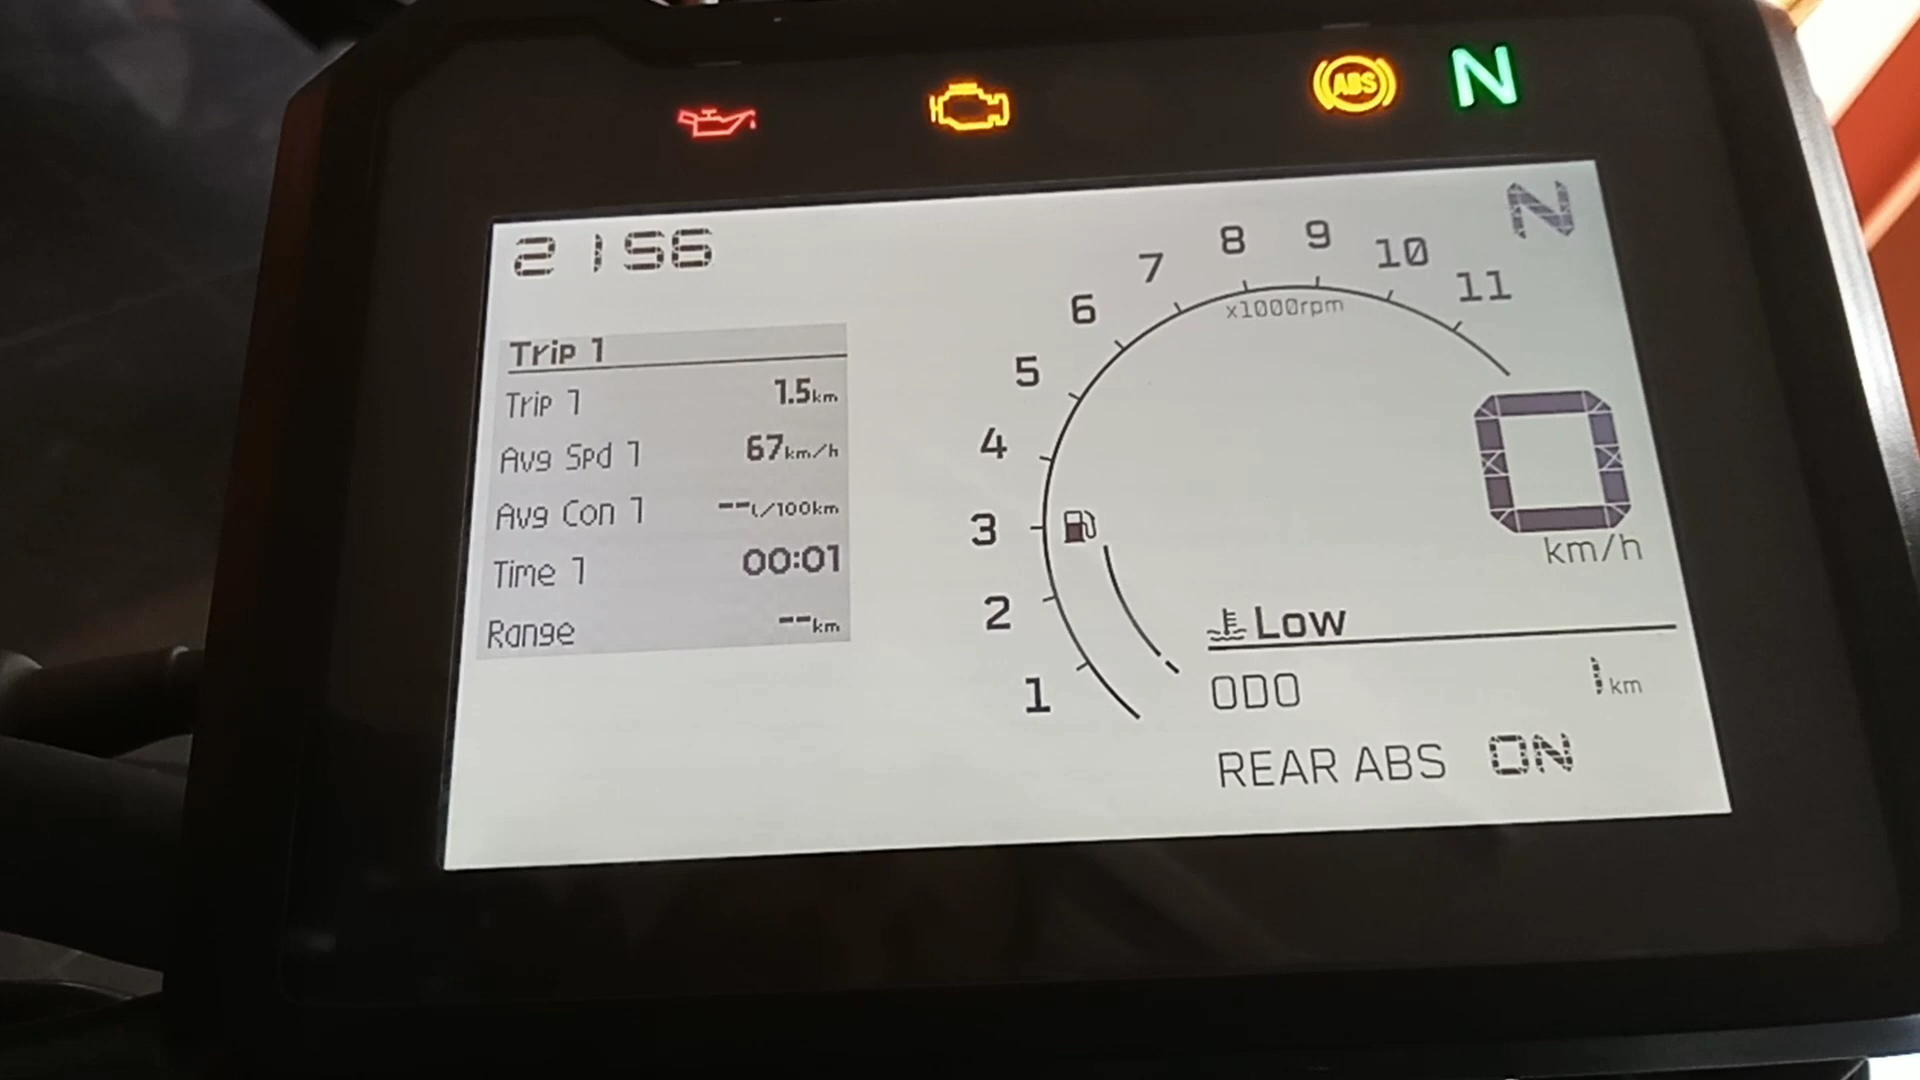 ABS N
2156
N
Trip 1
Trip 1 1.5km
Avg Spd 1 67km/h
Avg Con 1 --l/100km
Time 1 00:01
Range --km
1
2
3
4
5
6
7
8
9
10
11
x1000rpm
0
km/h
Low
ODO 1km
REAR ABS ON